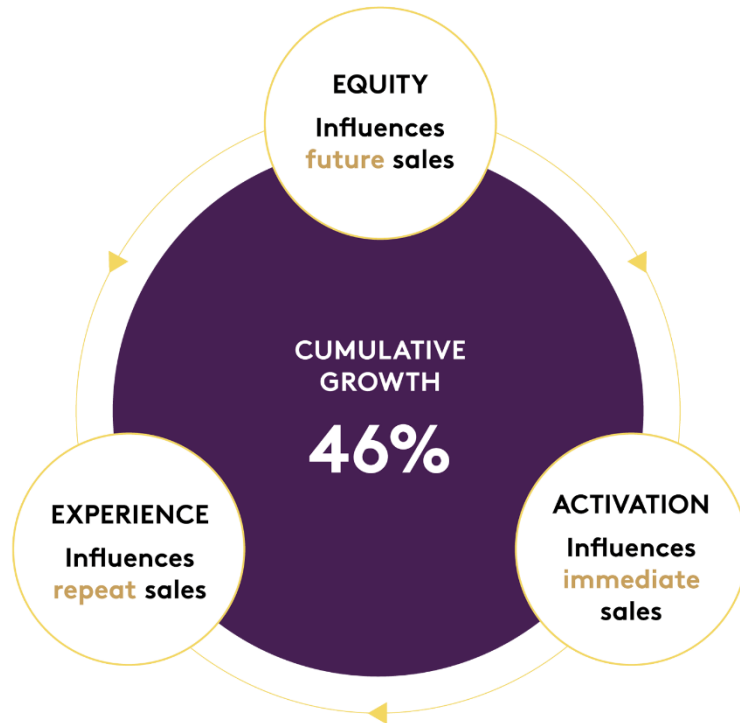 EQUITY
Influences
future sales
CUMULATIVE
GROWTH
46%
EXPERIENCE
Influences
repeat sales
ACTIVATION
Influences
immediate
sales